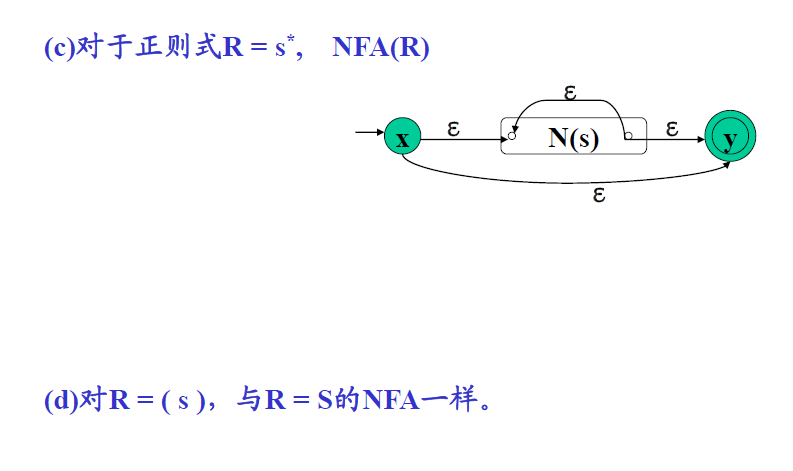 (c)对于正则式R = s*, NFA(R)
ε
x ε N(s) ε y
ε
(d)对R = ( s )，与R = S的NFA一样。